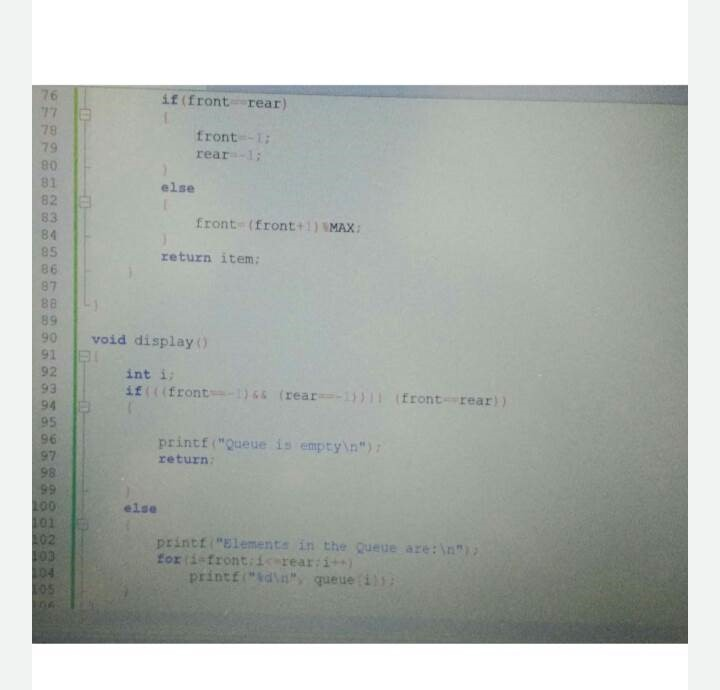 76 if(front==rear)
77 {
78 front=-1;
79 rear=-1;
80 }
81 else
82 {
83 front=(front+1)%MAX;
84 }
85 return item;
86 }
87
88 }
89
90 void display()
91 {
92 int i;
93 if(((front==-1)&& (rear==-1))|| (front==rear))
94 {
95
96 printf("Queue is empty\n");
97 return;
98
99 }
100 else
101 {
102 printf("Elements in the Queue are:\n");
103 for(i=front;i<=rear;i++)
104 printf("%d\n", queue[i]);
105 }
106 }